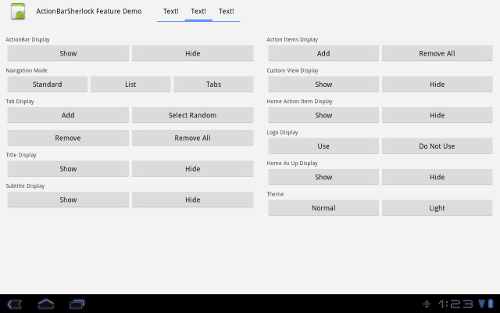 ActionBarSherlock Feature Demo Text! Text! Text!
ActionBar Display
Show Hide
Navigation Mode
Standard List Tabs
Tab Display
Add Select Random
Remove Remove All
Title Display
Show Hide
Subtitle Display
Show Hide
Action Items Display
Add Remove All
Custom View Display
Show Hide
Home Action Item Display
Show Hide
Logo Display
Use Do Not Use
Home As Up Display
Show Hide
Theme
Normal Light
1:23